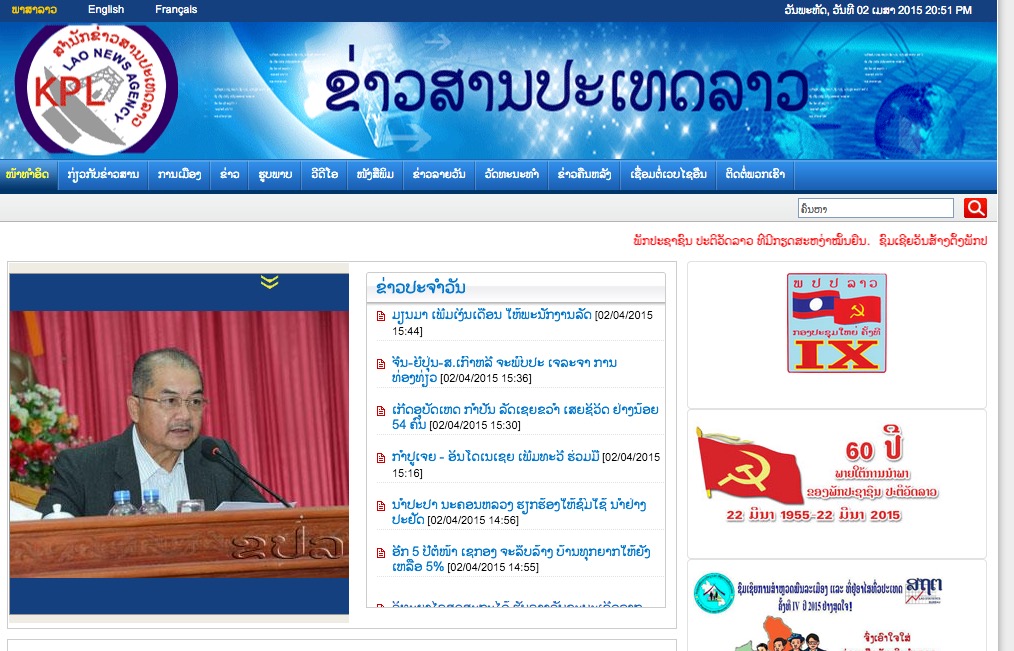 ພາສາລາວ English Français ວັນພະຫັດ, ວັນທີ 02 ເມສາ 2015 20:51 PM
ສຳນັກຂ່າວສານປະເທດລາວ
LAO NEWS AGENCY
KPL
ຂ່າວສານປະເທດລາວ
ໜ້າທຳອິດ ກ່ຽວກັບຂ່າວສານ ການເມືອງ ຂ່າວ ຮູບພາບ ວີດີໂອ ໜັງສືພິມ ຂ່າວລາຍວັນ ວັດທະນະທຳ ຂ່າວຄືນຫລັງ ເຊື່ອມຕໍ່ເວບໄຊອື່ນ ຕິດຕໍ່ພວກເຮົາ
ຄົ້ນຫາ
ພັກປະຊາຊົນ ປະຕິວັດລາວ ທີ່ມີກຽດສະຫງ່າໝັ້ນຍືນ. ຊົມເຊີຍວັນສ້າງຕັ້ງພັກປ
ຂ່າວປະຈຳວັນ
ມຽນມາ ເພີ່ມເງິນເດືອນ ໃຫ້ພະນັກງານລັດ [02/04/2015
15:44]
ຈີນ-ຍີ່ປຸ່ນ-ສ.ເກົາຫລີ ຈະພົບປະ ເຈລະຈາ ການ
ທ່ອງທ່ຽວ [02/04/2015 15:36]
ເກີດອຸບັດເຫດ ກຳປັ່ນ ລັດເຊຍຂວ້ຳ ເສຍຊີວິດ ຢ່າງນ້ອຍ
54 ຄົນ [02/04/2015 15:30]
ກຳປູເຈຍ - ອິນໂດເນເຊຍ ເພີ່ມທະວີ ຮ່ວມມື [02/04/2015
15:16]
ນ້ຳປະປາ ນະຄອນຫລວງ ຮຽກຮ້ອງໃຫ້ຊົມໃຊ້ ນ້ຳຢ່າງ
ປະຢັດ [02/04/2015 14:56]
ອີກ 5 ປີຕໍ່ໜ້າ ເຊກອງ ຈະລຶບລ້າງ ບ້ານທຸກຍາກໃຫ້ຍັງ
ເຫລືອ 5% [02/04/2015 14:55]
ຂປລ
ພ ປ ປ ລາວ
ກອງປະຊຸມໃຫຍ່ ຄັ້ງທີ
IX
60 ປີ
ພາຍໃຕ້ການນຳພາ
ຂອງພັກປະຊາຊົນ ປະຕິວັດລາວ
22 ມີນາ 1955-22 ມີນາ 2015
ຊົມເຊີຍການສຳຫຼວດພົນລະເມືອງ ແລະ ທີ່ຢູ່ອາໄສທົ່ວປະເທດ
ຄັ້ງທີ IV ປີ 2015 ຢ່າງສຸດໃຈ!
ຈົ່ງເອົາໃຈໃສ່